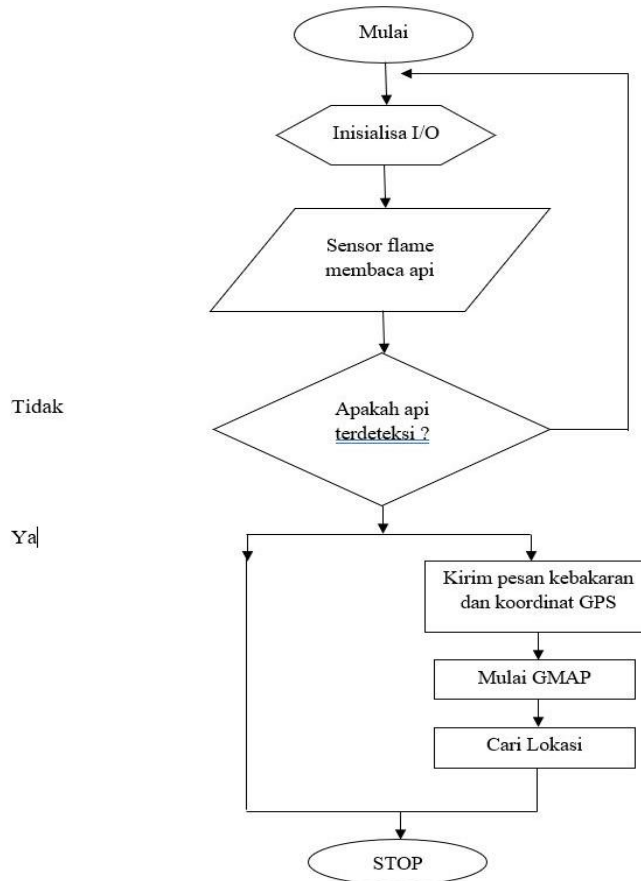 Mulai
Inisialisa I/O
Sensor flame
membaca api
Tidak
Apakah api
terdeteksi ?
Ya
Kirim pesan kebakaran
dan koordinat GPS
Mulai GMAP
Cari Lokasi
STOP